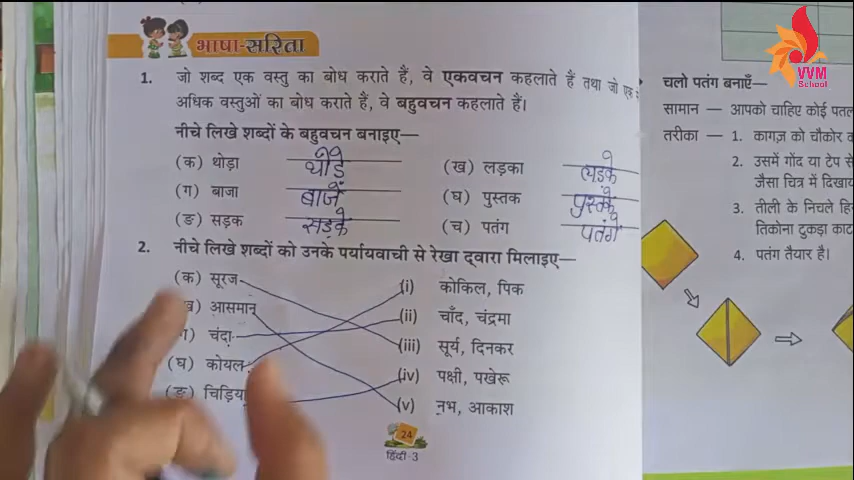 भाषा-सरिता
1. जो शब्द एक वस्तु का बोध कराते हैं, वे एकवचन कहलाते हैं तथा जो एक से
अधिक वस्तुओं का बोध कराते हैं, वे बहुवचन कहलाते हैं।
नीचे लिखे शब्दों के बहुवचन बनाइए—
(क) थोड़ा थोड़े (ख) लड़का लड़के
(ग) बाजा बाजें (घ) पुस्तक पुस्तकें
(ङ) सड़क सड़के (च) पतंग पतंगे
2. नीचे लिखे शब्दों को उनके पर्यायवाची से रेखा द्वारा मिलाइए—
(क) सूरज (i) कोकिल, पिक
आसमान (ii) चाँद, चंद्रमा
चंदा (iii) सूर्य, दिनकर
(घ) कोयल (iv) पक्षी, पखेरू
(ङ) चिड़िया (v) नभ, आकाश
24
हिंदी-3
VVM
School
चलो पतंग बनाएँ—
सामान — आपको चाहिए कोई
तरीका — 1. कागज़ को चौकोर
2. उसमें गोंद या टेप से
जैसा चित्र में
3. तीली के निचले
तिकोना टुकड़ा
4. पतंग तैयार है।